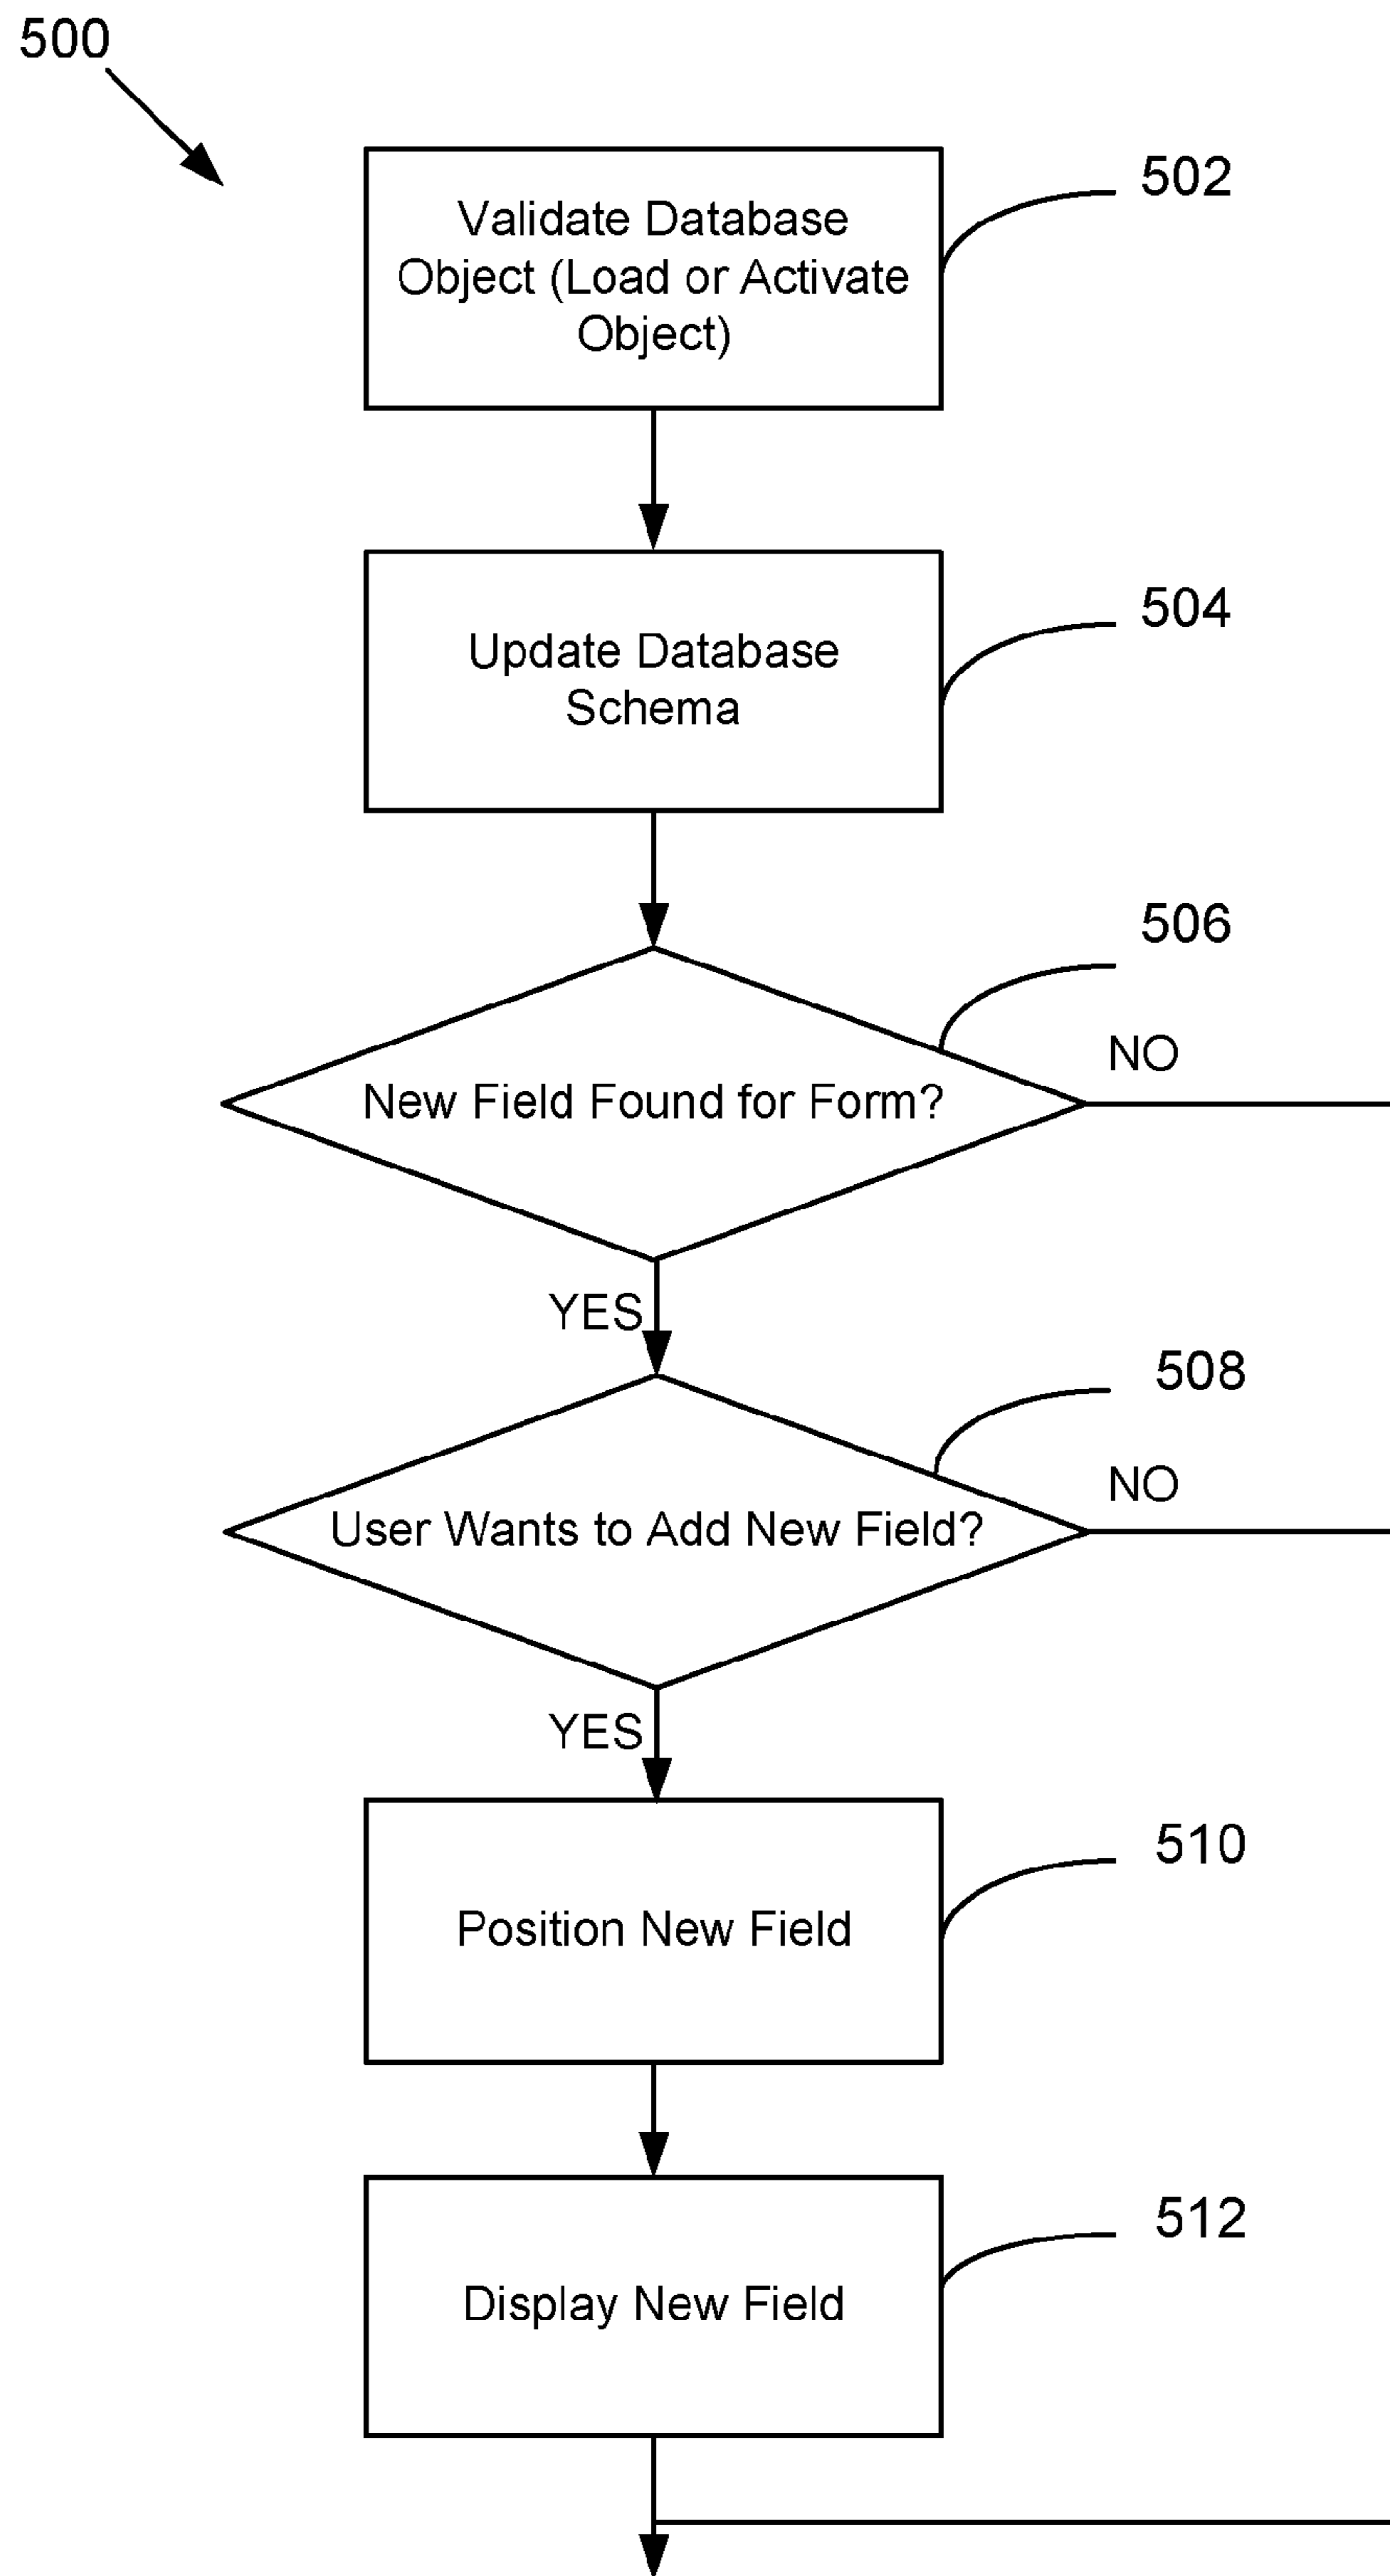 500
502
Validate Database
Object (Load or Activate
Object)
504
Update Database
Schema
506
NO
New Field Found for Form?
YES
508
NO
User Wants to Add New Field?
YES
510
Position New Field
512
Display New Field